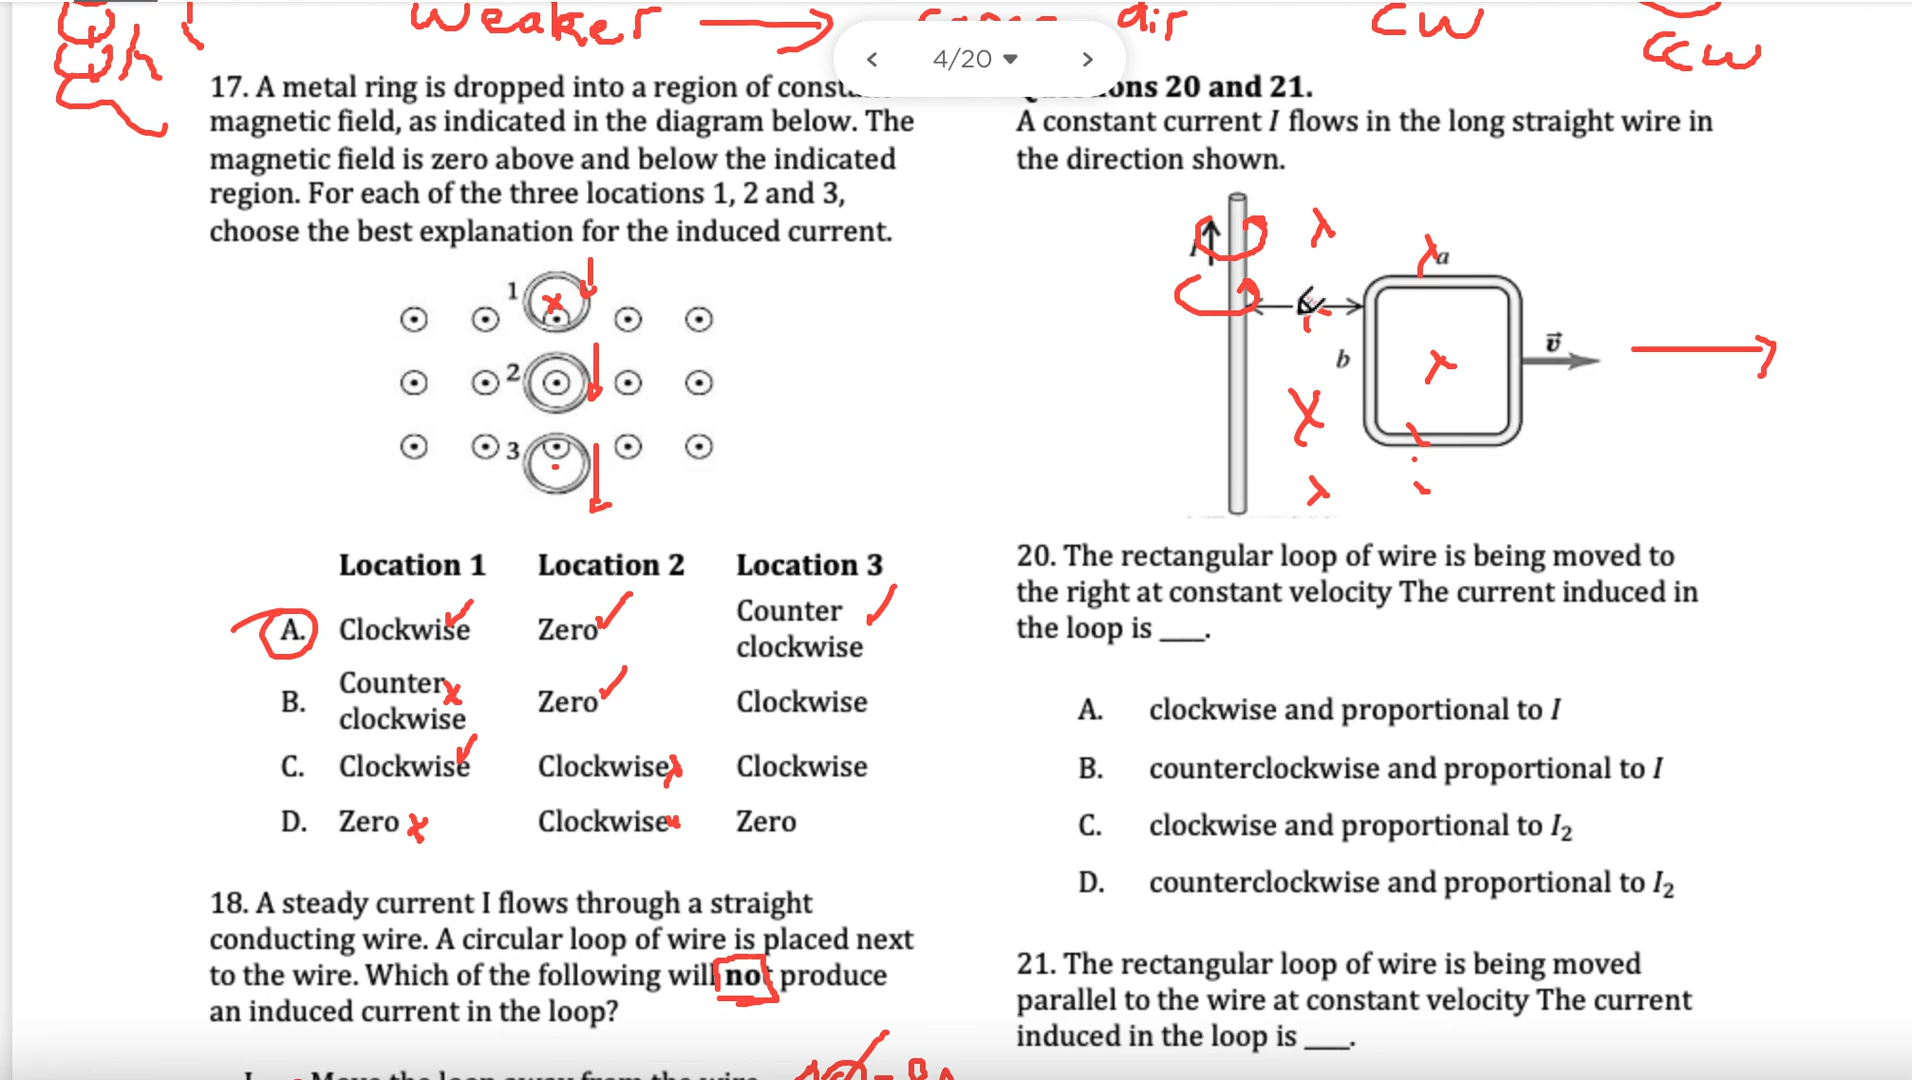 weaker
dir
CW
CCW
4/20
17. A metal ring is dropped into a region of
magnetic field, as indicated in the diagram below. The
magnetic field is zero above and below the indicated
region. For each of the three locations 1, 2 and 3,
choose the best explanation for the induced current.
1
2
3
Location 1 Location 2 Location 3
A. Clockwise Zero Counter clockwise
B. Counter clockwise Zero Clockwise
C. Clockwise Clockwise Clockwise
D. Zero Clockwise Zero
18. A steady current I flows through a straight
conducting wire. A circular loop of wire is placed next
to the wire. Which of the following will not produce
an induced current in the loop?
20 and 21.
A constant current I flows in the long straight wire in
the direction shown.
a
b
v⃗
20. The rectangular loop of wire is being moved to
the right at constant velocity The current induced in
the loop is ___.
A. clockwise and proportional to I
B. counterclockwise and proportional to I
C. clockwise and proportional to I₂
D. counterclockwise and proportional to I₂
21. The rectangular loop of wire is being moved
parallel to the wire at constant velocity The current
induced in the loop is ___.